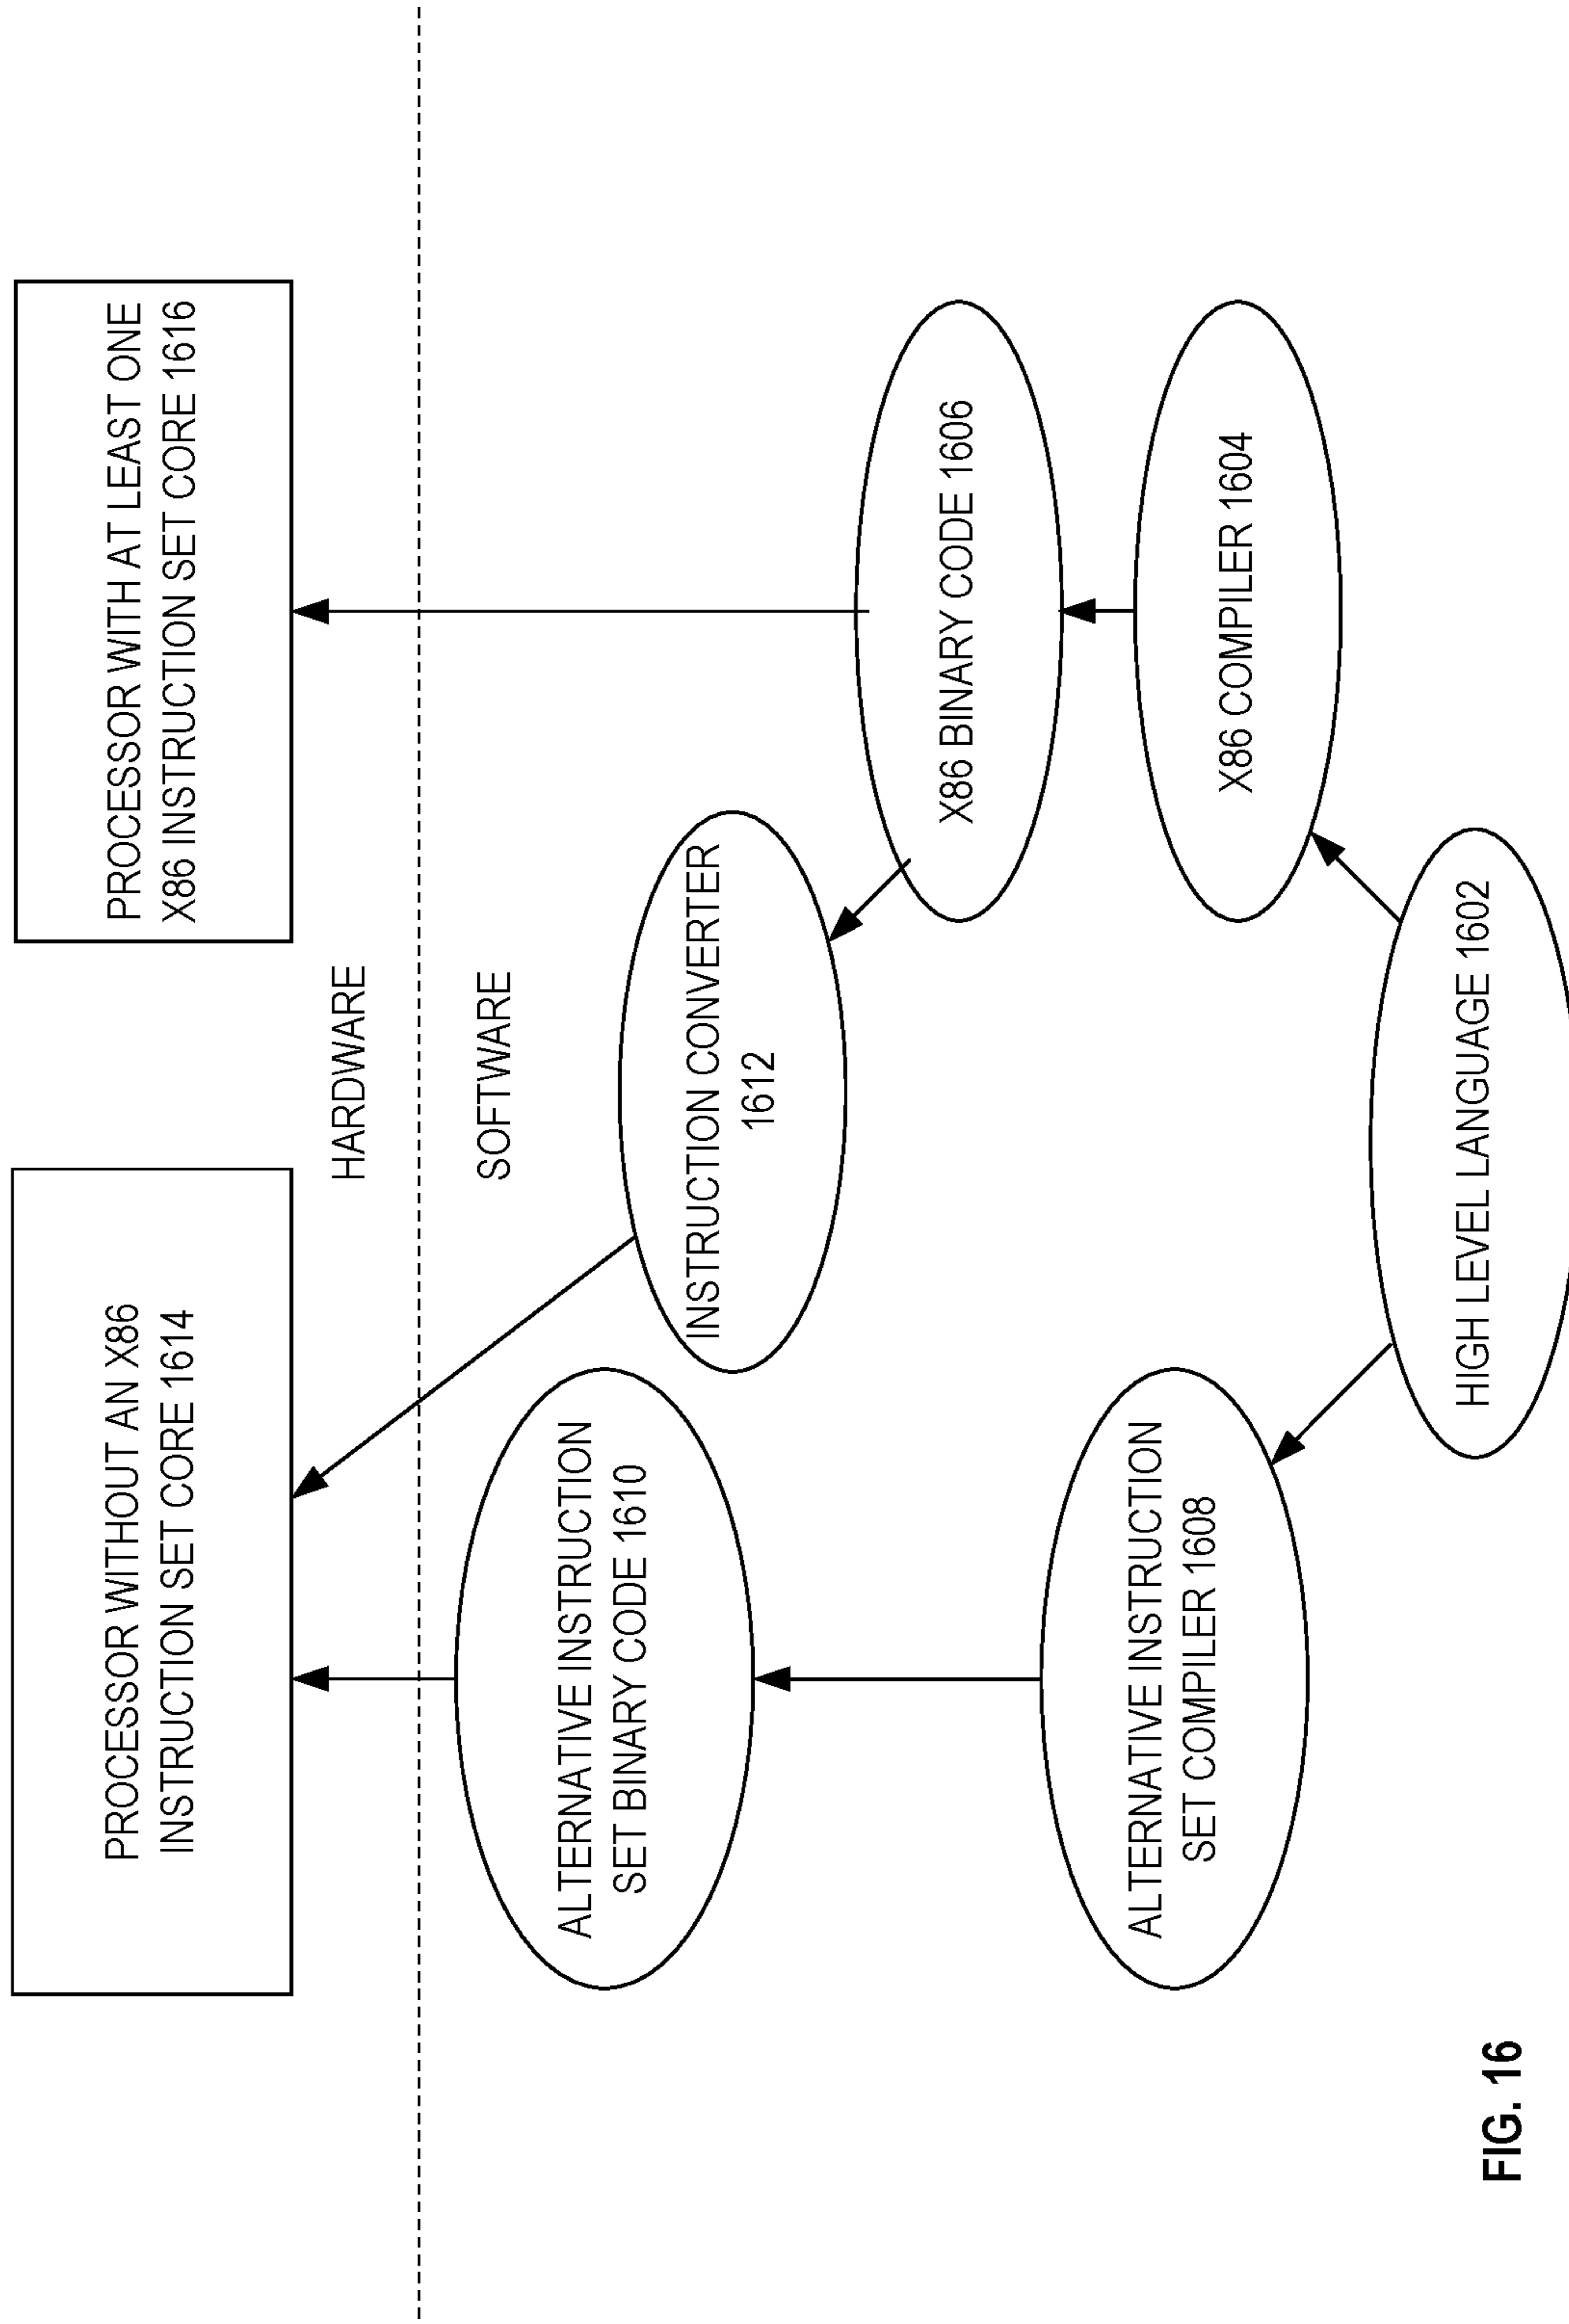 PROCESSOR WITHOUT AN X86
INSTRUCTION SET CORE 1614
PROCESSOR WITH AT LEAST ONE
X86 INSTRUCTION SET CORE 1616
HARDWARE
SOFTWARE
ALTERNATIVE INSTRUCTION
SET BINARY CODE 1610
INSTRUCTION CONVERTER
1612
X86 BINARY CODE 1606
ALTERNATIVE INSTRUCTION
SET COMPILER 1608
X86 COMPILER 1604
HIGH LEVEL LANGUAGE 1602
FIG. 16